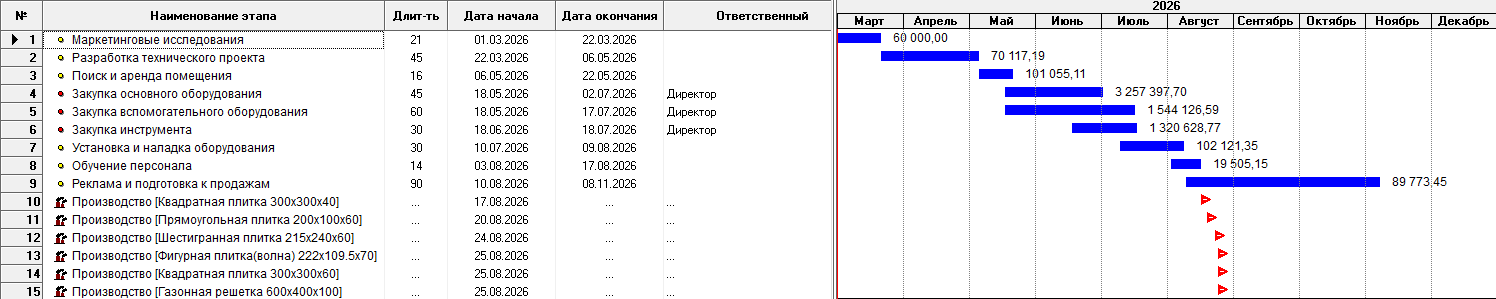 № Наименование этапа Длит-ть Дата начала Дата окончания Ответственный 2026
Март Апрель Май Июнь Июль Август Сентябрь Октябрь Ноябрь Декабрь
1 Маркетинговые исследования 21 01.03.2026 22.03.2026 60 000,00
2 Разработка технического проекта 45 22.03.2026 06.05.2026 70 117,19
3 Поиск и аренда помещения 16 06.05.2026 22.05.2026 101 055,11
4 Закупка основного оборудования 45 18.05.2026 02.07.2026 Директор 3 257 397,70
5 Закупка вспомогательного оборудования 60 18.05.2026 17.07.2026 Директор 1 544 126,59
6 Закупка инструмента 30 18.06.2026 18.07.2026 Директор 1 320 628,77
7 Установка и наладка оборудования 30 10.07.2026 09.08.2026 102 121,35
8 Обучение персонала 14 03.08.2026 17.08.2026 19 505,15
9 Реклама и подготовка к продажам 90 10.08.2026 08.11.2026 89 773,45
10 Производство [Квадратная плитка 300x300x40] ... 17.08.2026 ... ...
11 Производство [Прямоугольная плитка 200x100x60] ... 20.08.2026 ... ...
12 Производство [Шестигранная плитка 215x240x60] ... 24.08.2026 ... ...
13 Производство [Фигурная плитка(волна) 222x109.5x70] ... 25.08.2026 ... ...
14 Производство [Квадратная плитка 300x300x60] ... 25.08.2026 ... ...
15 Производство [Газонная решетка 600x400x100] ... 25.08.2026 ... ...